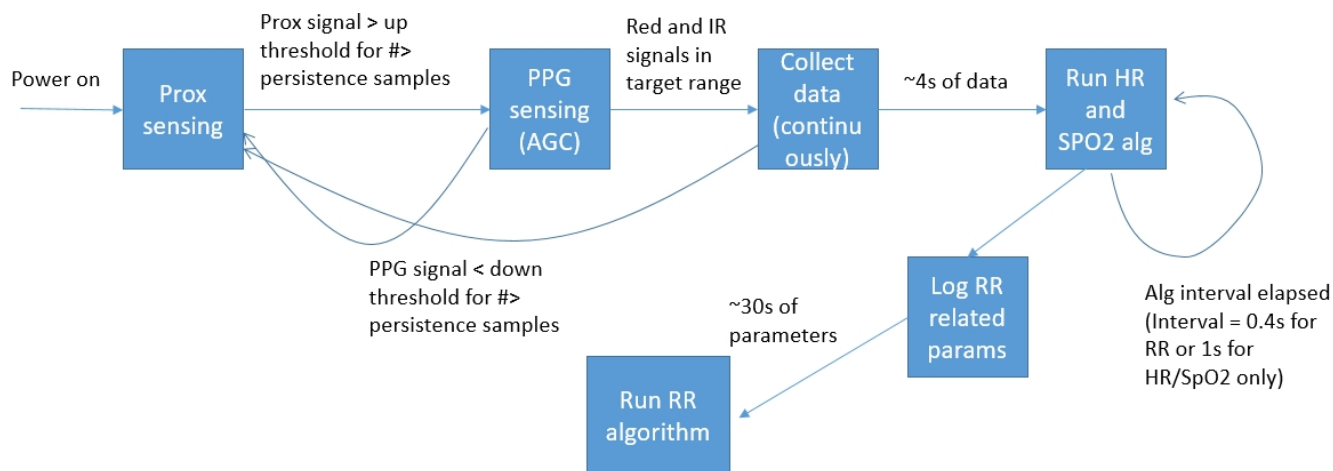 Power on
Prox
sensing
Prox signal > up
threshold for #>
persistence samples
PPG
sensing
(AGC)
Red and IR
signals in
target range
Collect
data
(continu
ously)
~4s of data
Run HR
and
SPO2 alg
PPG signal < down
threshold for #>
persistence samples
Log RR
related
params
Alg interval elapsed
(Interval = 0.4s for
RR or 1s for
HR/SpO2 only)
~30s of
parameters
Run RR
algorithm